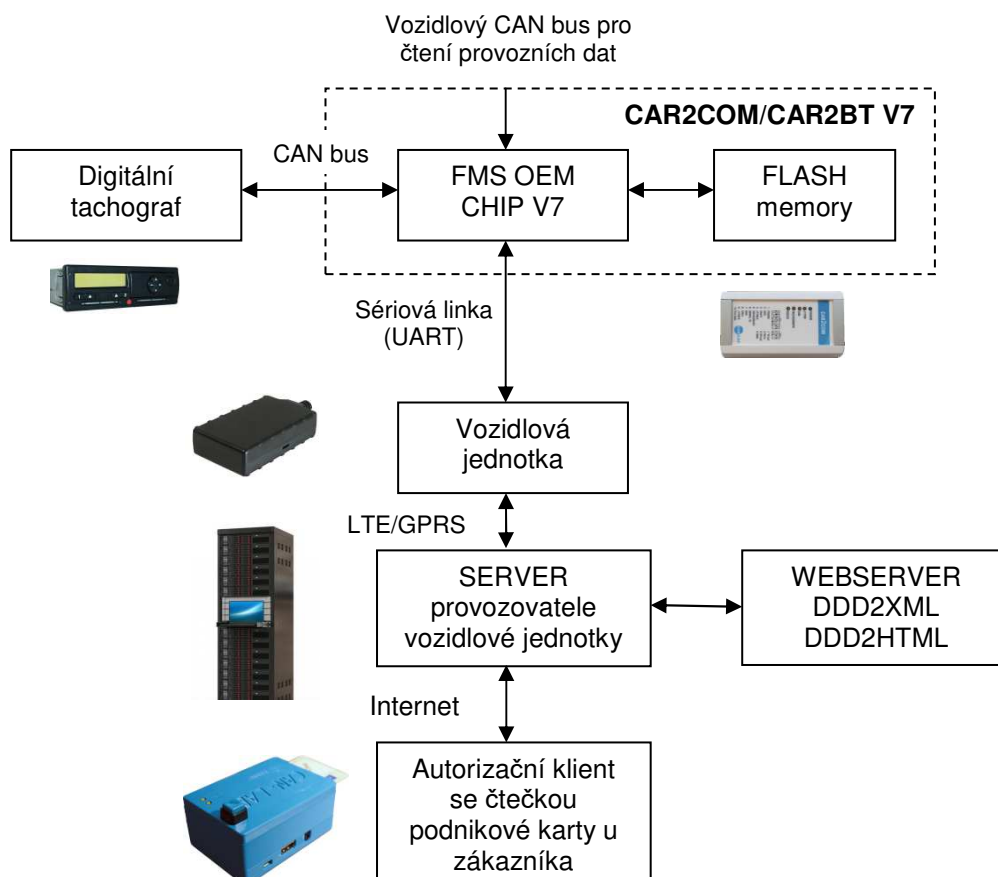 Vozidlový CAN bus pro
čtení provozních dat
CAR2COM/CAR2BT V7
Digitální
tachograf
CAN bus
FMS OEM
CHIP V7
FLASH
memory
Sériová linka
(UART)
Vozidlová
jednotka
LTE/GPRS
SERVER
provozovatele
vozidlové jednotky
WEBSERVER
DDD2XML
DDD2HTML
Internet
Autorizační klient
se čtečkou
podnikové karty u
zákazníka